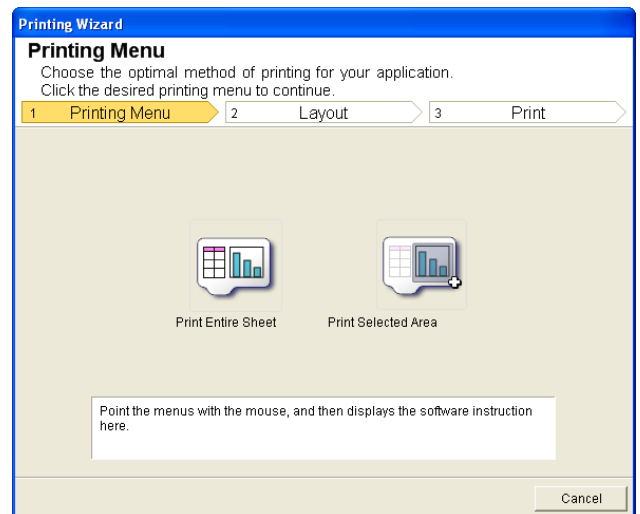 Printing Wizard
Printing Menu
Choose the optimal method of printing for your application.
Click the desired printing menu to continue.
1 Printing Menu 2 Layout 3 Print
Print Entire Sheet Print Selected Area
Point the menus with the mouse, and then displays the software instruction
here.
Cancel